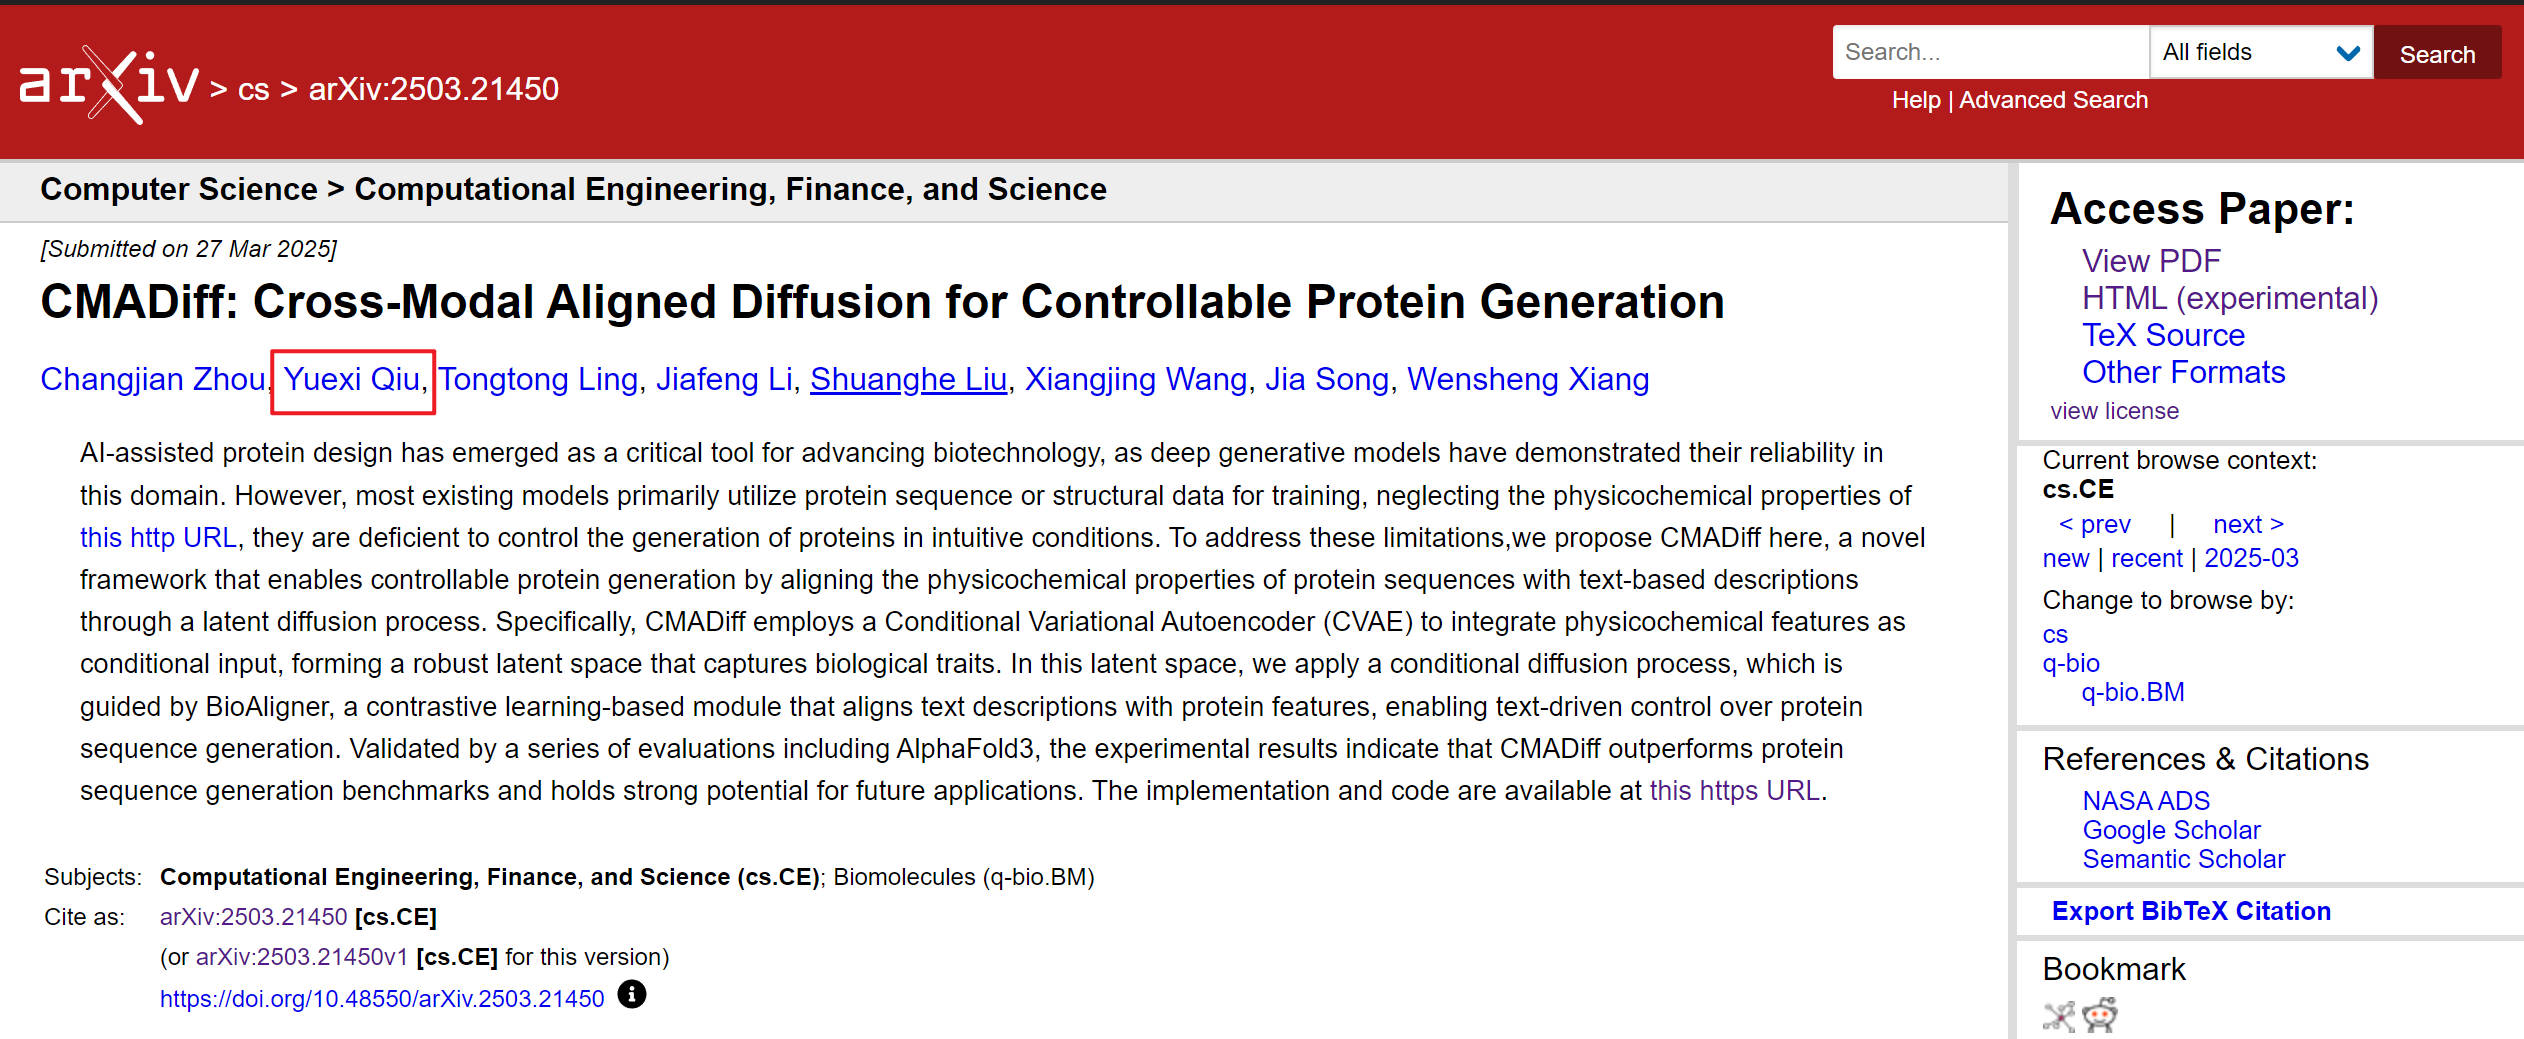 arXiv > cs > arXiv:2503.21450
Search...
All fields
Search
Help | Advanced Search
Computer Science > Computational Engineering, Finance, and Science
[Submitted on 27 Mar 2025]
CMADiff: Cross-Modal Aligned Diffusion for Controllable Protein Generation
Changjian Zhou, Yuexi Qiu, Tongtong Ling, Jiafeng Li, Shuanghe Liu, Xiangjing Wang, Jia Song, Wensheng Xiang
AI-assisted protein design has emerged as a critical tool for advancing biotechnology, as deep generative models have demonstrated their reliability in
this domain. However, most existing models primarily utilize protein sequence or structural data for training, neglecting the physicochemical properties of
this http URL, they are deficient to control the generation of proteins in intuitive conditions. To address these limitations,we propose CMADiff here, a novel
framework that enables controllable protein generation by aligning the physicochemical properties of protein sequences with text-based descriptions
through a latent diffusion process. Specifically, CMADiff employs a Conditional Variational Autoencoder (CVAE) to integrate physicochemical features as
conditional input, forming a robust latent space that captures biological traits. In this latent space, we apply a conditional diffusion process, which is
guided by BioAligner, a contrastive learning-based module that aligns text descriptions with protein features, enabling text-driven control over protein
sequence generation. Validated by a series of evaluations including AlphaFold3, the experimental results indicate that CMADiff outperforms protein
sequence generation benchmarks and holds strong potential for future applications. The implementation and code are available at this https URL.
Subjects: Computational Engineering, Finance, and Science (cs.CE); Biomolecules (q-bio.BM)
Cite as: arXiv:2503.21450 [cs.CE]
(or arXiv:2503.21450v1 [cs.CE] for this version)
https://doi.org/10.48550/arXiv.2503.21450
Access Paper:
View PDF
HTML (experimental)
TeX Source
Other Formats
view license
Current browse context:
cs.CE
< prev | next >
new | recent | 2025-03
Change to browse by:
cs
q-bio
q-bio.BM
References & Citations
NASA ADS
Google Scholar
Semantic Scholar
Export BibTeX Citation
Bookmark